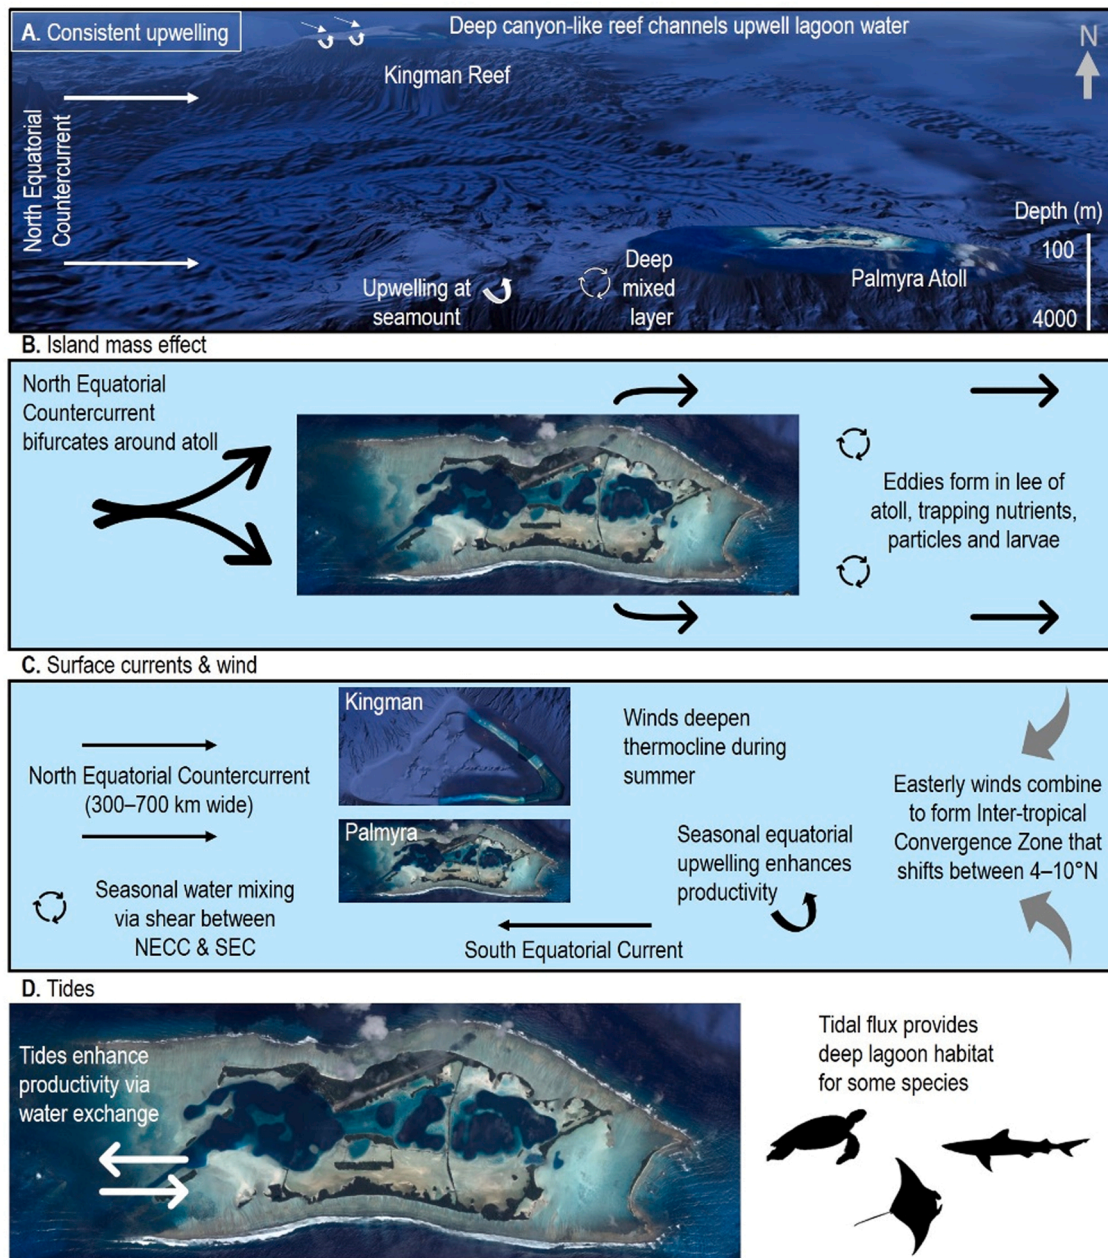 A. Consistent upwelling
Deep canyon-like reef channels upwell lagoon water
N
Kingman Reef
North Equatorial
Countercurrent
Depth (m)
100
4000
Palmyra Atoll
Deep
mixed
layer
Upwelling at
seamount
B. Island mass effect
North Equatorial
Countercurrent
bifurcates around atoll
Eddies form in lee of
atoll, trapping nutrients,
particles and larvae
C. Surface currents & wind
Kingman
Winds deepen
thermocline during
summer
North Equatorial Countercurrent
(300–700 km wide)
Easterly winds combine
to form Inter-tropical
Convergence Zone that
shifts between 4–10°N
Palmyra
Seasonal equatorial
upwelling enhances
productivity
Seasonal water mixing
via shear between
NECC & SEC
South Equatorial Current
D. Tides
Tides enhance
productivity via
water exchange
Tidal flux provides
deep lagoon habitat
for some species